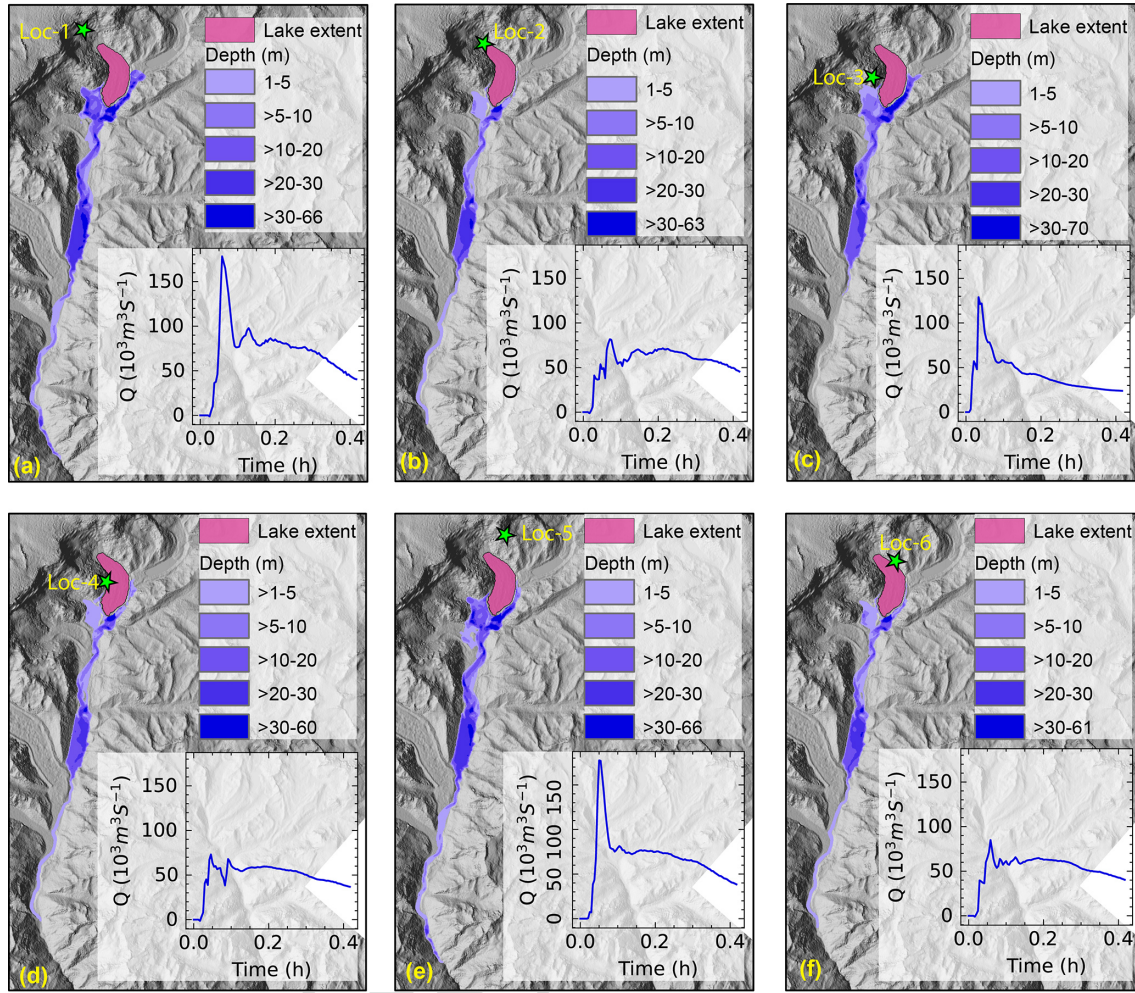 Loc-1
Lake extent
Depth (m)
1-5
>5-10
>10-20
>20-30
>30-66
Q (10³m³S⁻¹)
150
100
50
0
0.0 0.2 0.4
Time (h)
(a)
Loc-2
Lake extent
Depth (m)
1-5
>5-10
>10-20
>20-30
>30-63
Q (10³m³S⁻¹)
150
100
50
0
0.0 0.2 0.4
Time (h)
(b)
Loc-3
Lake extent
Depth (m)
1-5
>5-10
>10-20
>20-30
>30-70
Q (10³m³S⁻¹)
150
100
50
0
0.0 0.2 0.4
Time (h)
(c)
Loc-4
Lake extent
Depth (m)
>1-5
>5-10
>10-20
>20-30
>30-60
Q (10³m³S⁻¹)
150
100
50
0
0.0 0.2 0.4
Time (h)
(d)
Loc-5
Lake extent
Depth (m)
1-5
>5-10
>10-20
>20-30
>30-66
Q (10³m³S⁻¹)
0 50 100 150
0.0 0.2 0.4
Time (h)
(e)
Loc-6
Lake extent
Depth (m)
1-5
>5-10
>10-20
>20-30
>30-61
Q (10³m³S⁻¹)
150
100
50
0
0.0 0.2 0.4
Time (h)
(f)